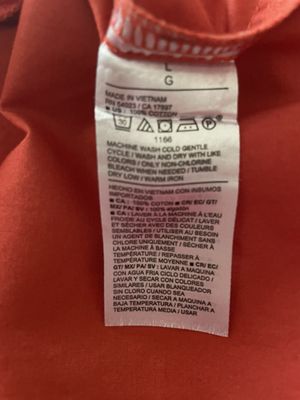 L
G
MADE IN VIETNAM
RN 54023 / CA 17897
▪ US : 100% COTTON
30
1166
MACHINE WASH COLD GENTLE
CYCLE / WASH AND DRY WITH LIKE
COLORS / ONLY NON-CHLORINE
BLEACH WHEN NEEDED / TUMBLE
DRY LOW / WARM IRON
HECHO EN VIETNAM CON INSUMOS
IMPORTADOS
▪ CA : 100% COTON ▪ CR/ EC/ GT/
MX/ PA/ SV : 100% algodón
▪ CA : LAVER À LA MACHINE À L'EAU
FROIDE AU CYCLE DÉLICAT / LAVER
ET SÉCHER AVEC DES COULEURS
SEMBLABLES / UTILISER AU BESOIN
UN AGENT DE BLANCHIMENT SANS
CHLORE UNIQUEMENT / SÉCHER À
LA MACHINE À BASSE
TEMPÉRATURE / REPASSER À
TEMPÉRATURE MOYENNE ▪ CR/ EC/
GT/ MX/ PA/ SV : LAVAR A MAQUINA
CON AGUA FRIA CICLO DELICADO /
LAVAR Y SECAR CON COLORES
SIMILARES / USAR BLANQUEADOR
SIN CLORO CUANDO SEA
NECESARIO / SECAR A MAQUINA A
BAJA TEMPERATURA / PLANCHAR A
TEMPERATURA MEDIA / USAR